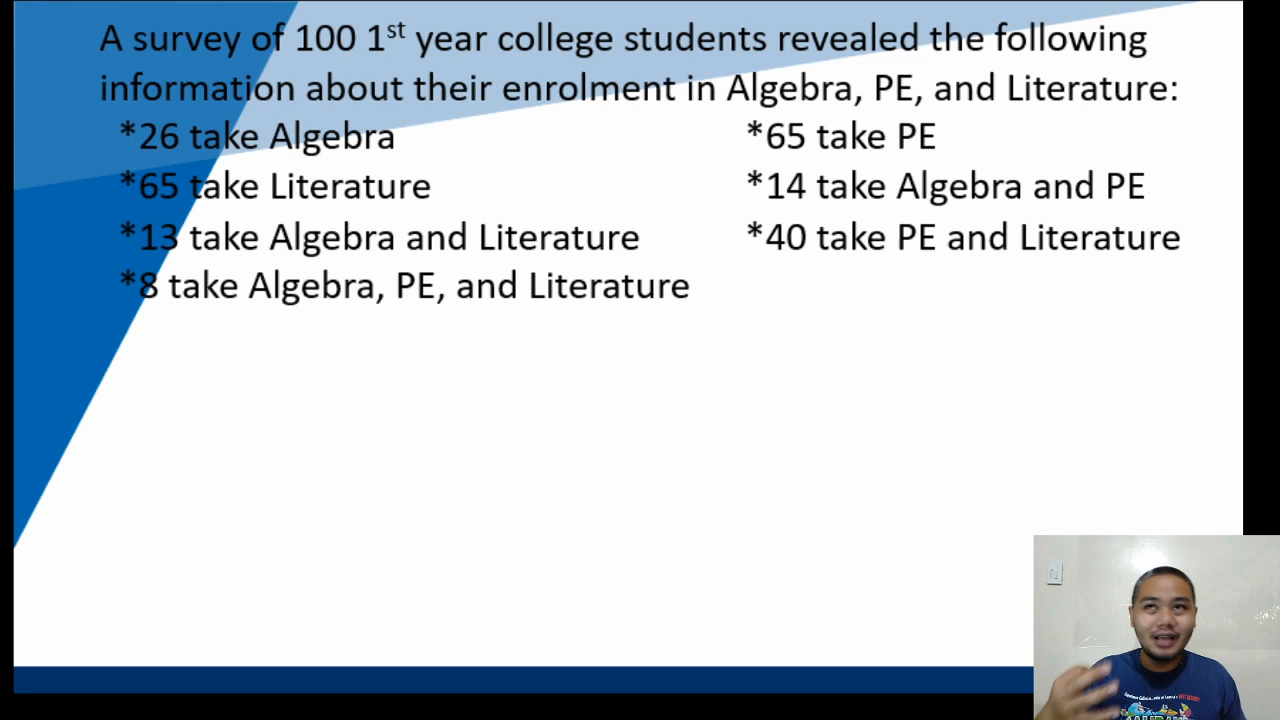 A survey of 100 1st year college students revealed the following
information about their enrolment in Algebra, PE, and Literature:
*26 take Algebra
*65 take PE
*65 take Literature
*14 take Algebra and PE
*13 take Algebra and Literature
*40 take PE and Literature
*8 take Algebra, PE, and Literature